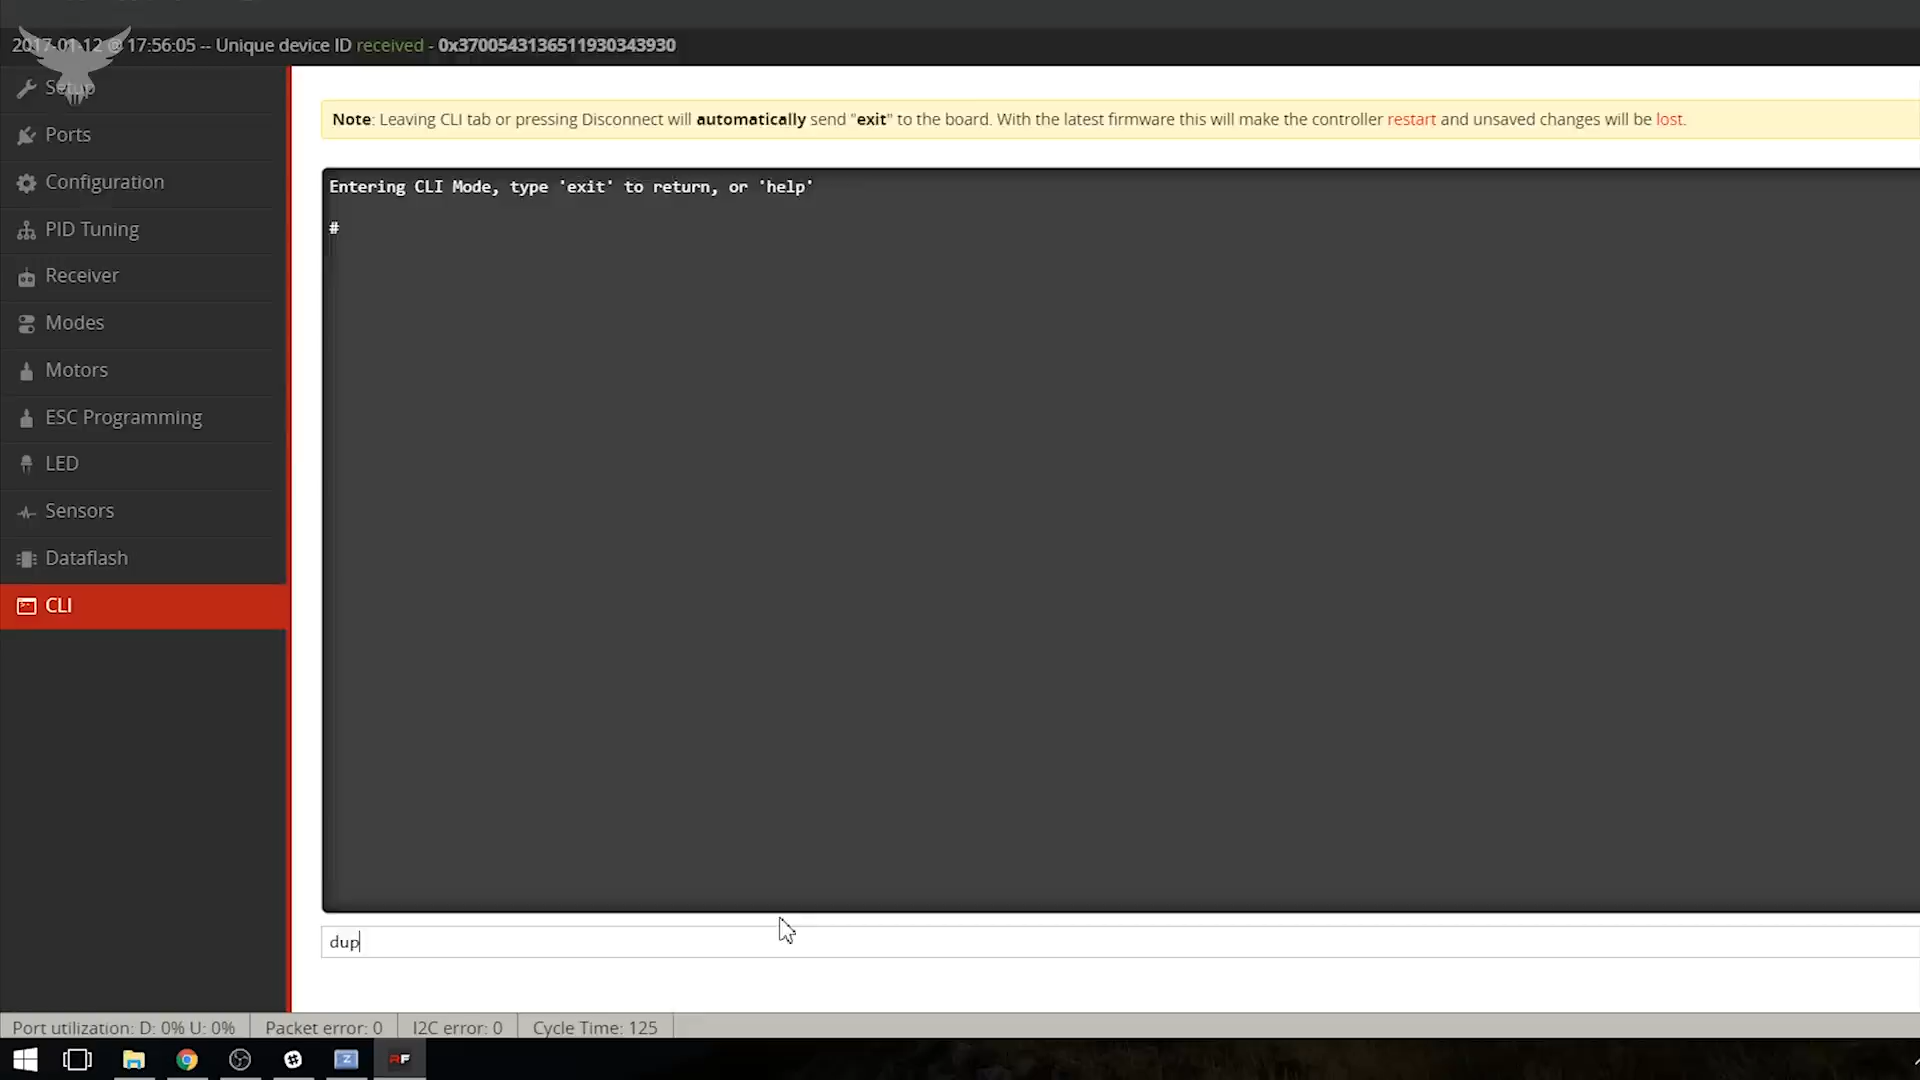 2017-01-12 @ 17:56:05 -- Unique device ID received - 0x3700543136511930343930
Setup
Ports
Configuration
PID Tuning
Receiver
Modes
Motors
ESC Programming
LED
Sensors
Dataflash
CLI
Note: Leaving CLI tab or pressing Disconnect will automatically send "exit" to the board. With the latest firmware this will make the controller restart and unsaved changes will be lost.
Entering CLI Mode, type 'exit' to return, or 'help'
#
dup
Port utilization: D: 0% U: 0% Packet error: 0 I2C error: 0 Cycle Time: 125
Z RF